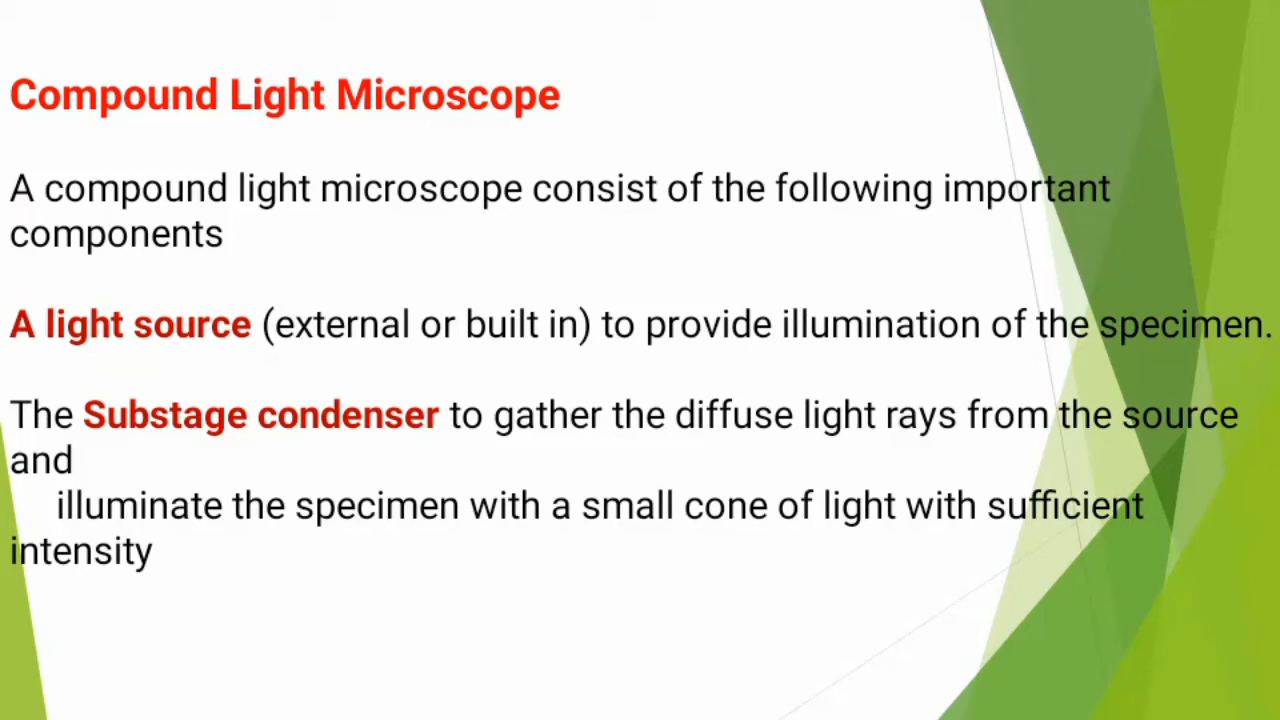 Compound Light Microscope
A compound light microscope consist of the following important
components
A light source (external or built in) to provide illumination of the specimen.
The Substage condenser to gather the diffuse light rays from the source
and
illuminate the specimen with a small cone of light with sufficient
intensity